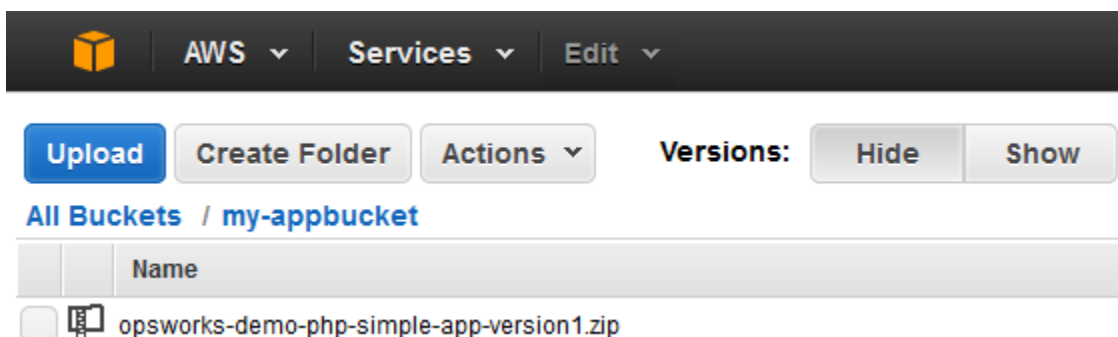 AWS Services Edit
Upload Create Folder Actions Versions: Hide Show
All Buckets / my-appbucket
Name
opsworks-demo-php-simple-app-version1.zip